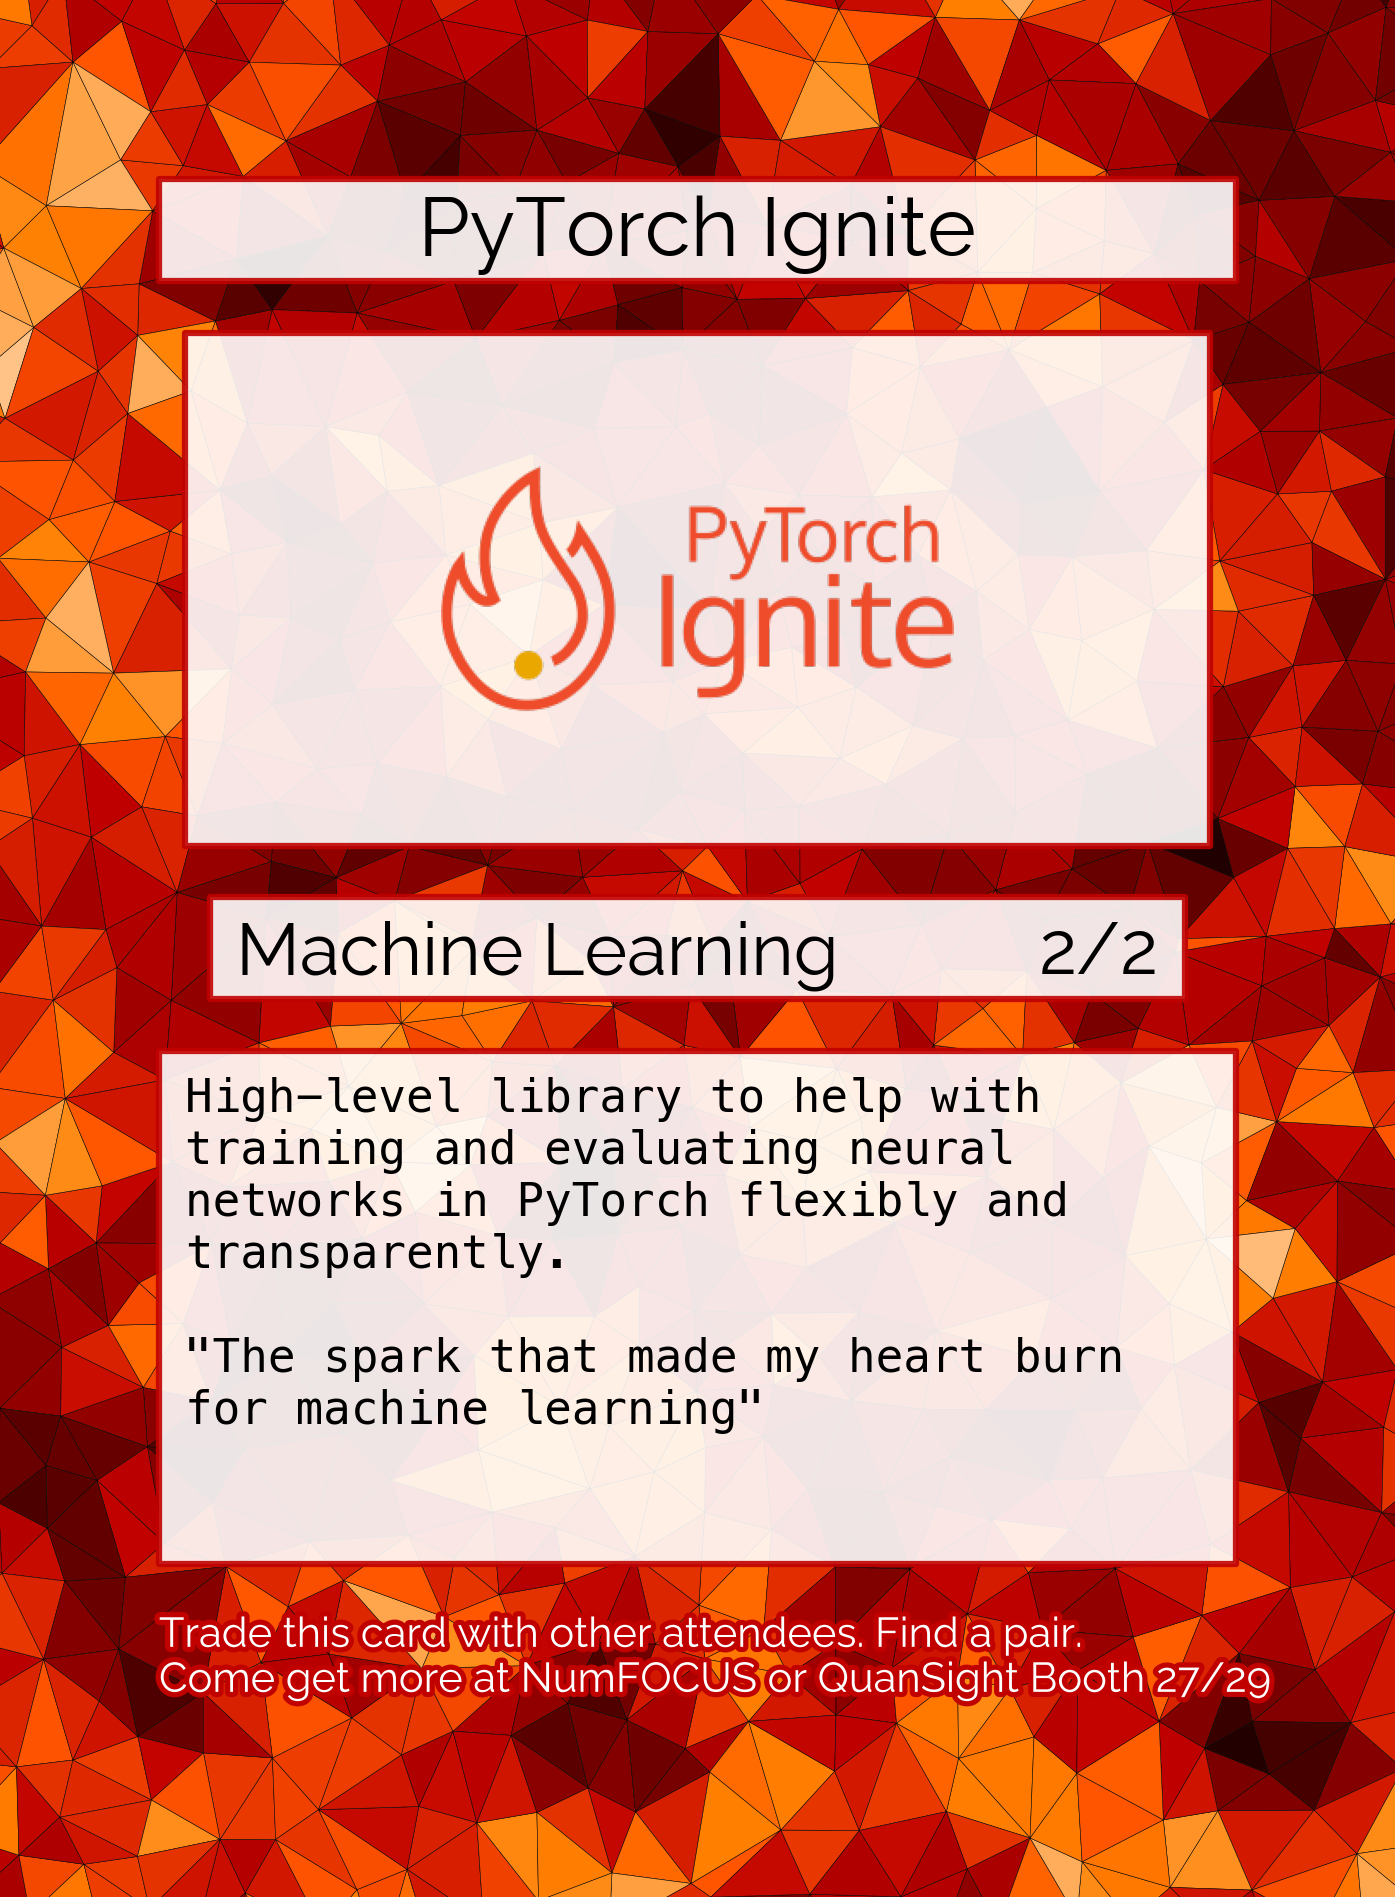 PyTorch Ignite
PyTorch
Ignite
Machine Learning 2/2
High-level library to help with
training and evaluating neural
networks in PyTorch flexibly and
transparently.
"The spark that made my heart burn
for machine learning"
Trade this card with other attendees. Find a pair.
Come get more at NumFOCUS or QuanSight Booth 27/29